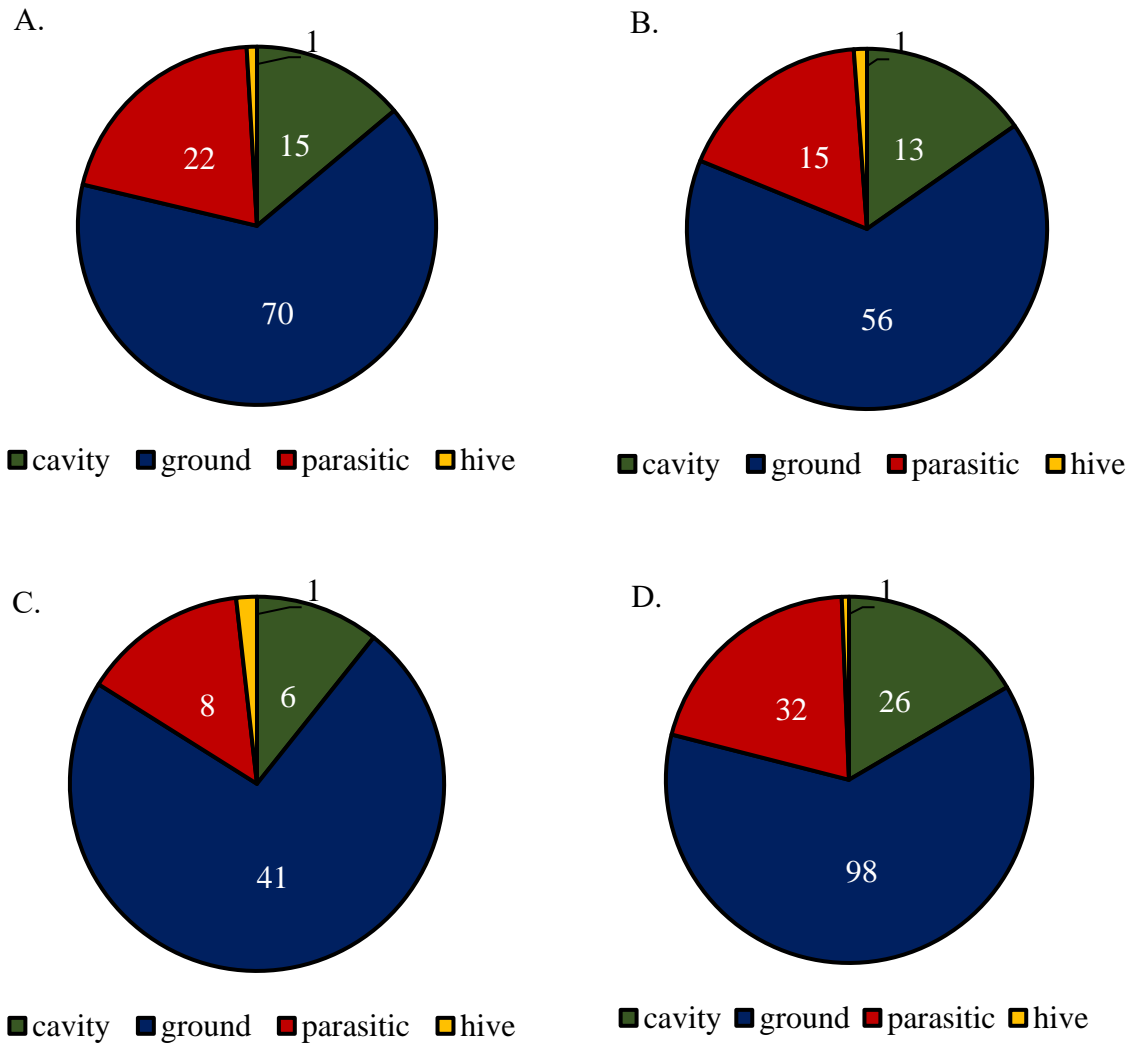 A.
1
15
22
70
cavity ground parasitic hive
B.
1
13
15
56
cavity ground parasitic hive
C.
1
6
8
41
cavity ground parasitic hive
D.
1
26
32
98
cavity ground parasitic hive